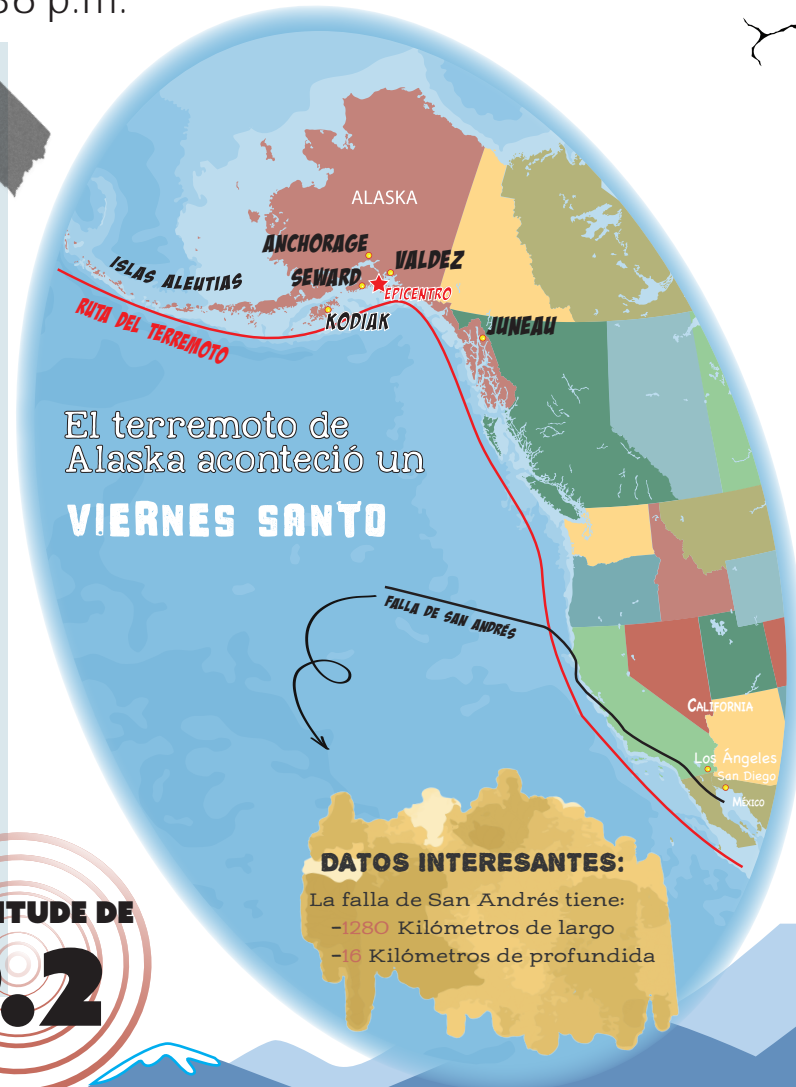 36 p.m.
ALASKA
ANCHORAGE
VALDEZ
SEWARD
EPICENTRO
ISLAS ALEUTIAS
RUTA DEL TERREMOTO
KODIAK
JUNEAU
El terremoto de
Alaska aconteció un
VIERNES SANTO
FALLA DE SAN ANDRÉS
CALIFORNIA
Los Ángeles
San Diego
MÉXICO
DATOS INTERESANTES:
La falla de San Andrés tiene:
-1280 Kilómetros de largo
-16 Kilómetros de profundida
ITUDE DE
.2